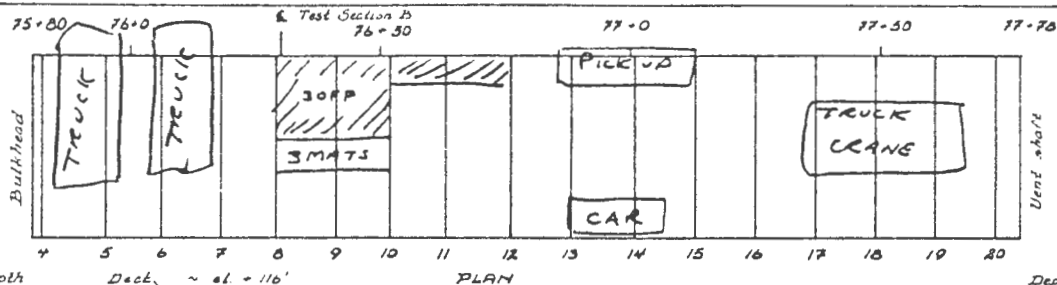 ℄ Test Section B
75+80 76+0 76+50 77+0 77+50 77+78
Bulkhead
TRUCK
TRUCK
30FP
3 MATS
PICK UP
CAR
TRUCK
CRANE
Vent shaft
4 5 6 7 8 9 10 11 12 13 14 15 16 17 18 19 20
Deck, ~ el. + 116'
PLAN